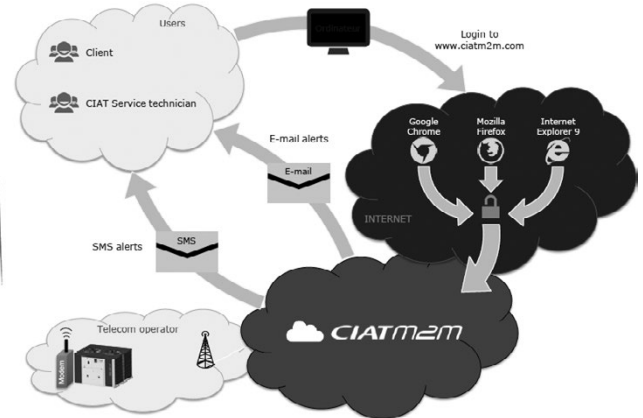 Users
Client
CIAT Service technician
Ordinateur
Login to
www.ciatm2m.com
Google
Chrome
Mozilla
Firefox
Internet
Explorer 9
INTERNET
E-mail alerts
E-mail
SMS alerts
SMS
CIATM2M
Telecom operator
Modem